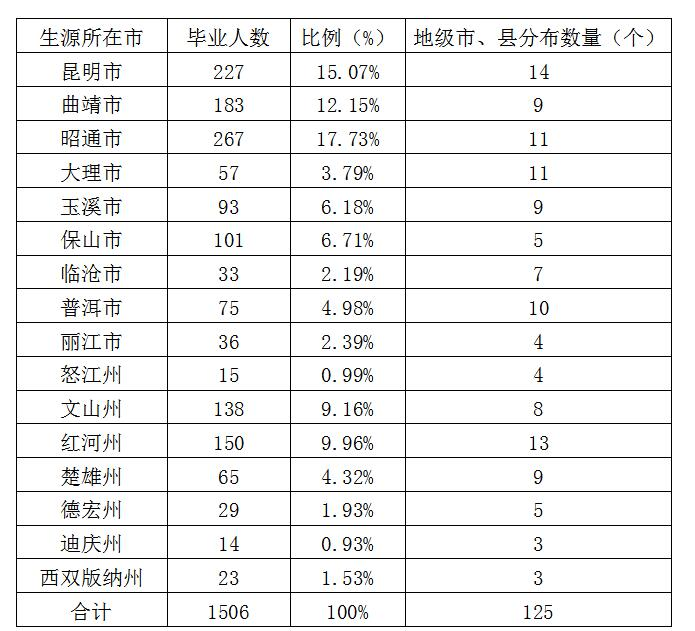 生源所在市 毕业人数 比例（%） 地级市、县分布数量（个）
昆明市 227 15.07% 14
曲靖市 183 12.15% 9
昭通市 267 17.73% 11
大理市 57 3.79% 11
玉溪市 93 6.18% 9
保山市 101 6.71% 5
临沧市 33 2.19% 7
普洱市 75 4.98% 10
丽江市 36 2.39% 4
怒江州 15 0.99% 4
文山州 138 9.16% 8
红河州 150 9.96% 13
楚雄州 65 4.32% 9
德宏州 29 1.93% 5
迪庆州 14 0.93% 3
西双版纳州 23 1.53% 3
合计 1506 100% 125